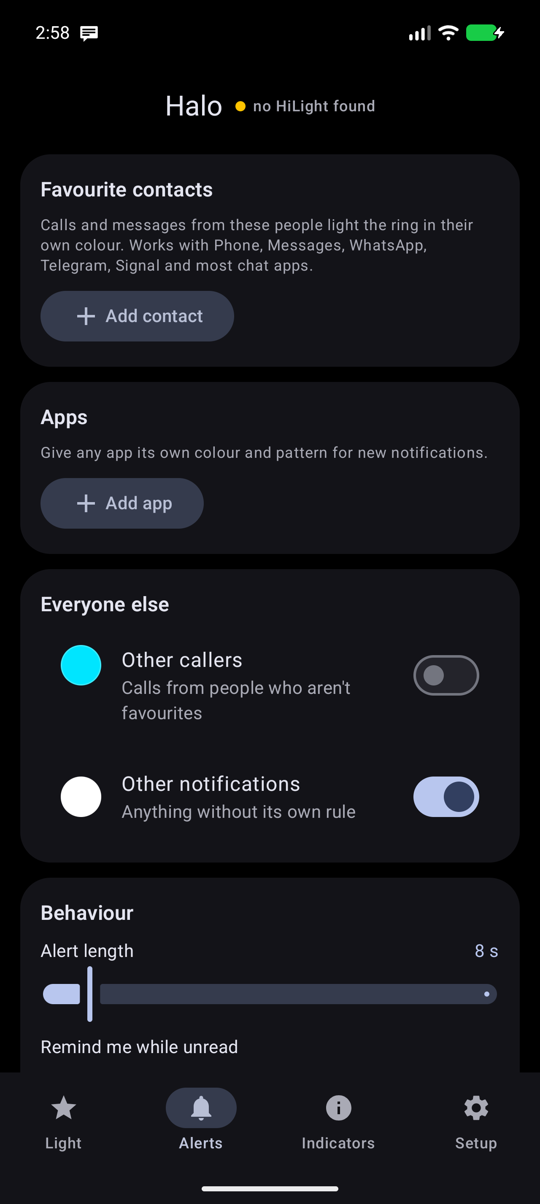 2:58
Halo
no HiLight found
Favourite contacts
Calls and messages from these people light the ring in their
own colour. Works with Phone, Messages, WhatsApp,
Telegram, Signal and most chat apps.
Add contact
Apps
Give any app its own colour and pattern for new notifications.
Add app
Everyone else
Other callers
Calls from people who aren't
favourites
Other notifications
Anything without its own rule
Behaviour
Alert length
8 s
Remind me while unread
Light
Alerts
Indicators
Setup